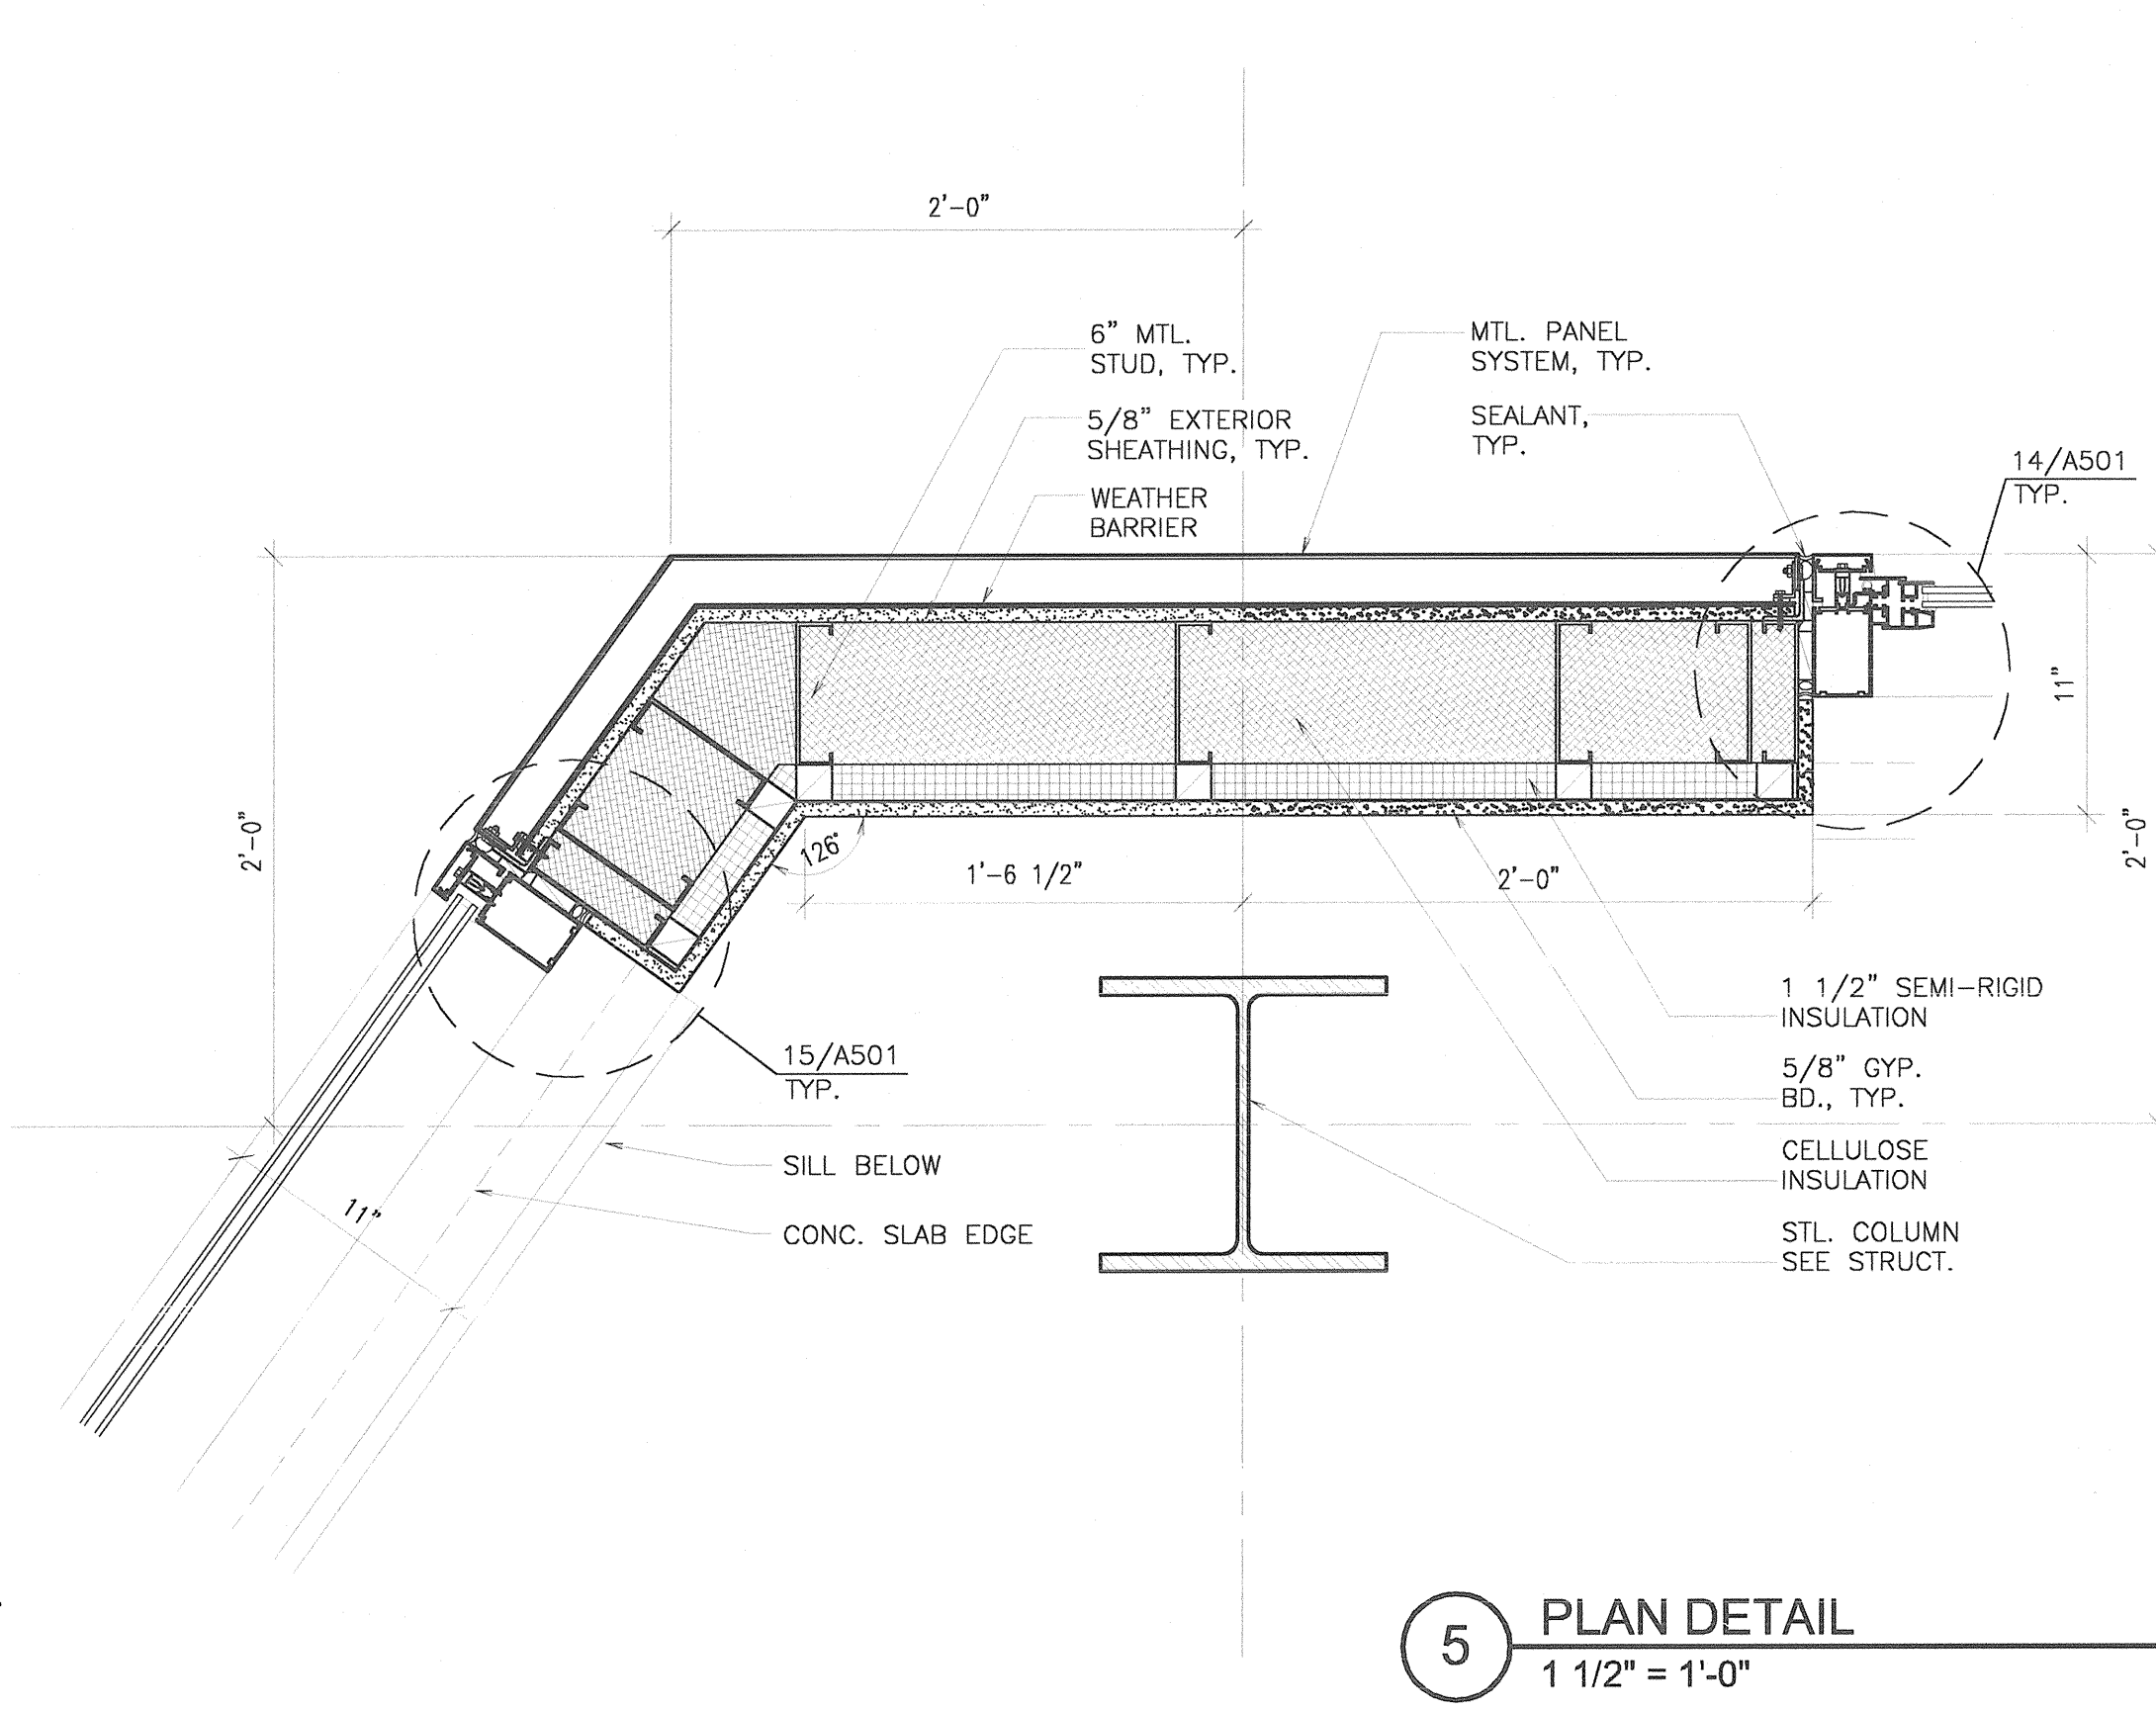 2'-0"
6" MTL.
STUD, TYP.
MTL. PANEL
SYSTEM, TYP.
5/8" EXTERIOR
SHEATHING, TYP.
SEALANT,
TYP.
14/A501
TYP.
WEATHER
BARRIER
11"
2'-0"
2'-0"
126°
1'-6 1/2"
2'-0"
1 1/2" SEMI-RIGID
INSULATION
15/A501
TYP.
5/8" GYP.
BD., TYP.
SILL BELOW
CELLULOSE
INSULATION
11"
CONC. SLAB EDGE
STL. COLUMN
SEE STRUCT.
5
PLAN DETAIL
1 1/2" = 1'-0"